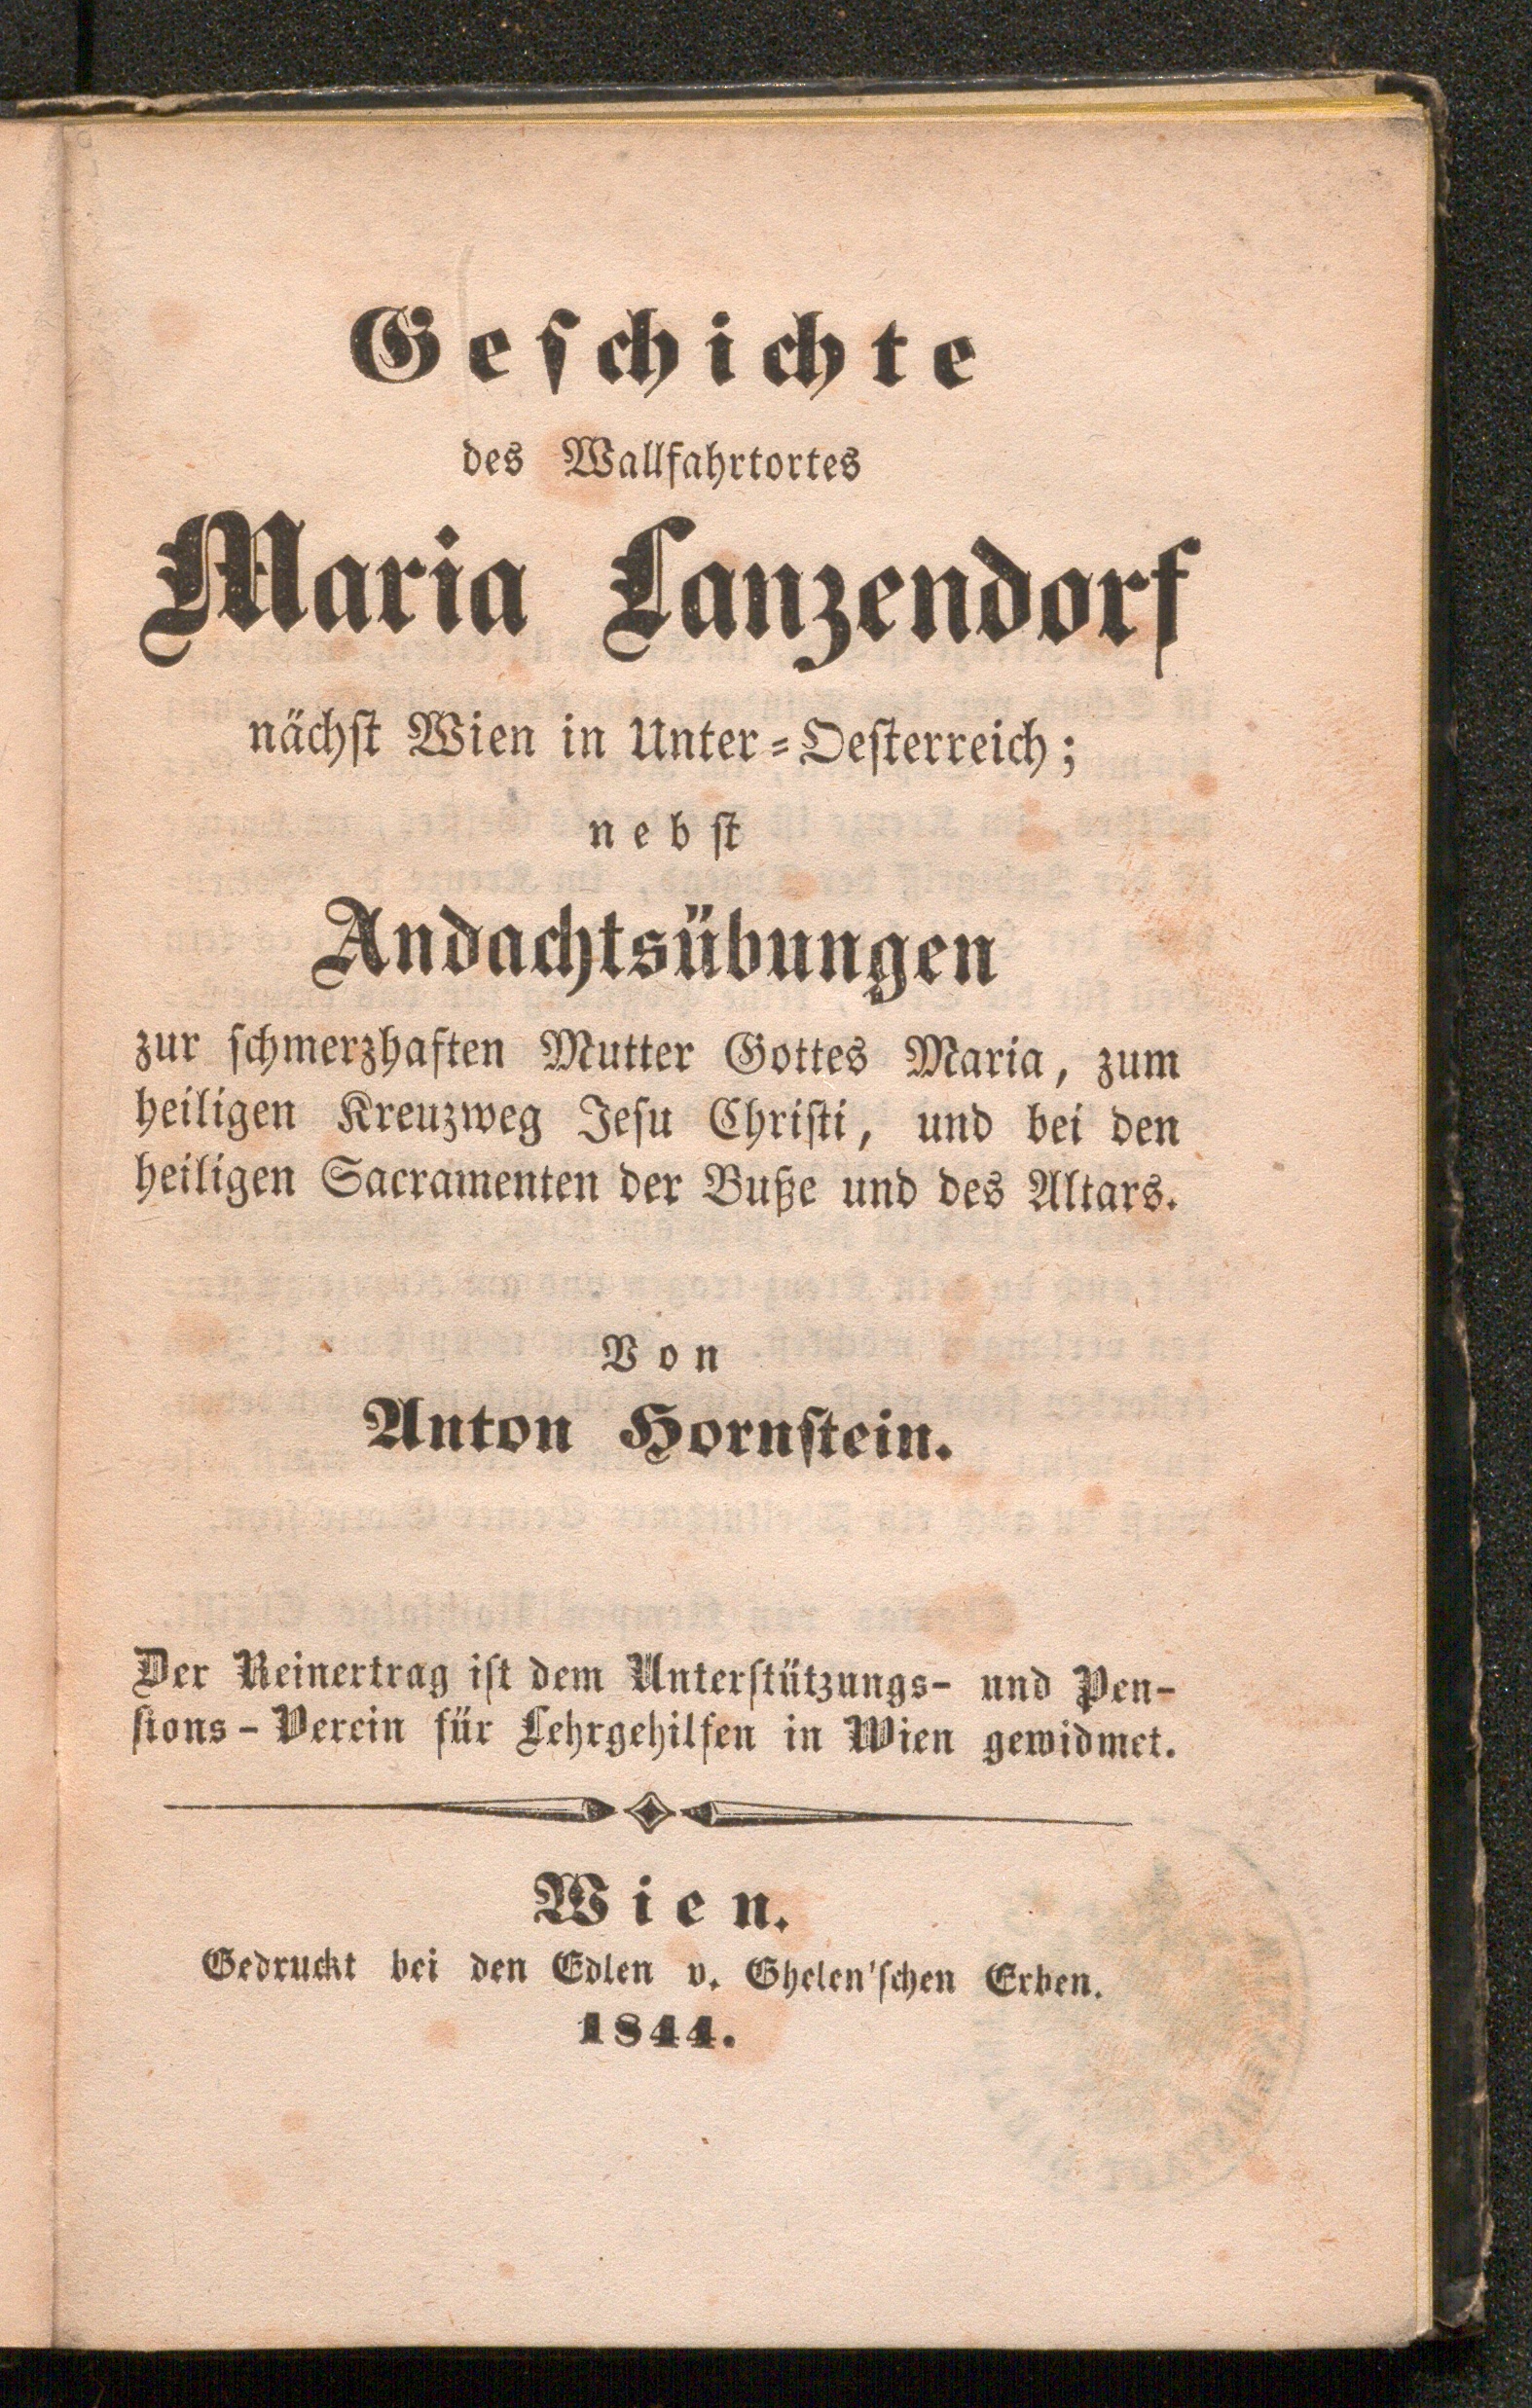 Geschichte
des Wallfahrtortes
Maria Lanzendorf
nächst Wien in Unter-Oesterreich;
nebst
Andachtsübungen
zur schmerzhaften Mutter Gottes Maria, zum
heiligen Kreuzweg Jesu Christi, und bei den
heiligen Sacramenten der Buße und des Altars.
Von
Anton Hornstein.
Der Reinertrag ist dem Unterstützungs- und Pen-
sions-Verein für Lehrgehilfen in Wien gewidmet.
Wien.
Gedruckt bei den Edlen v. Ghelen'schen Erben.
1844.